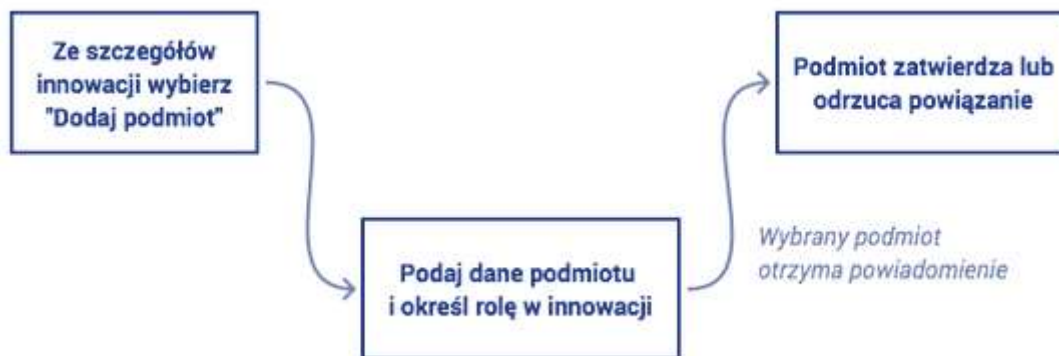 Ze szczegółów
innowacji wybierz
"Dodaj podmiot"
Podaj dane podmiotu
i określ rolę w innowacji
Wybrany podmiot
otrzyma powiadomienie
Podmiot zatwierdza lub
odrzuca powiązanie